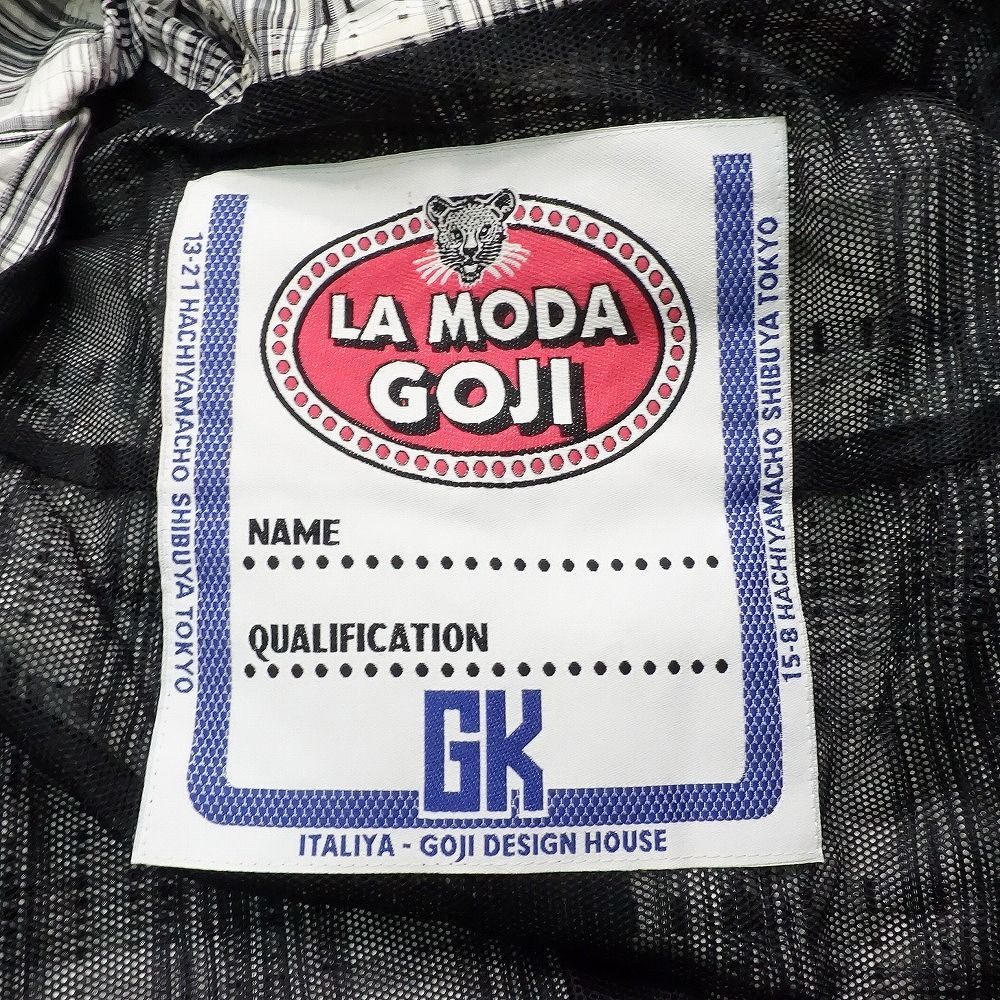 LA MODA
GOJI
NAME
QUALIFICATION
GK
ITALIYA - GOJI DESIGN HOUSE
13-21 HACHIYAMACHO SHIBUYA TOKYO
15-8 HACHIYAMACHO SHIBUYA TOKYO